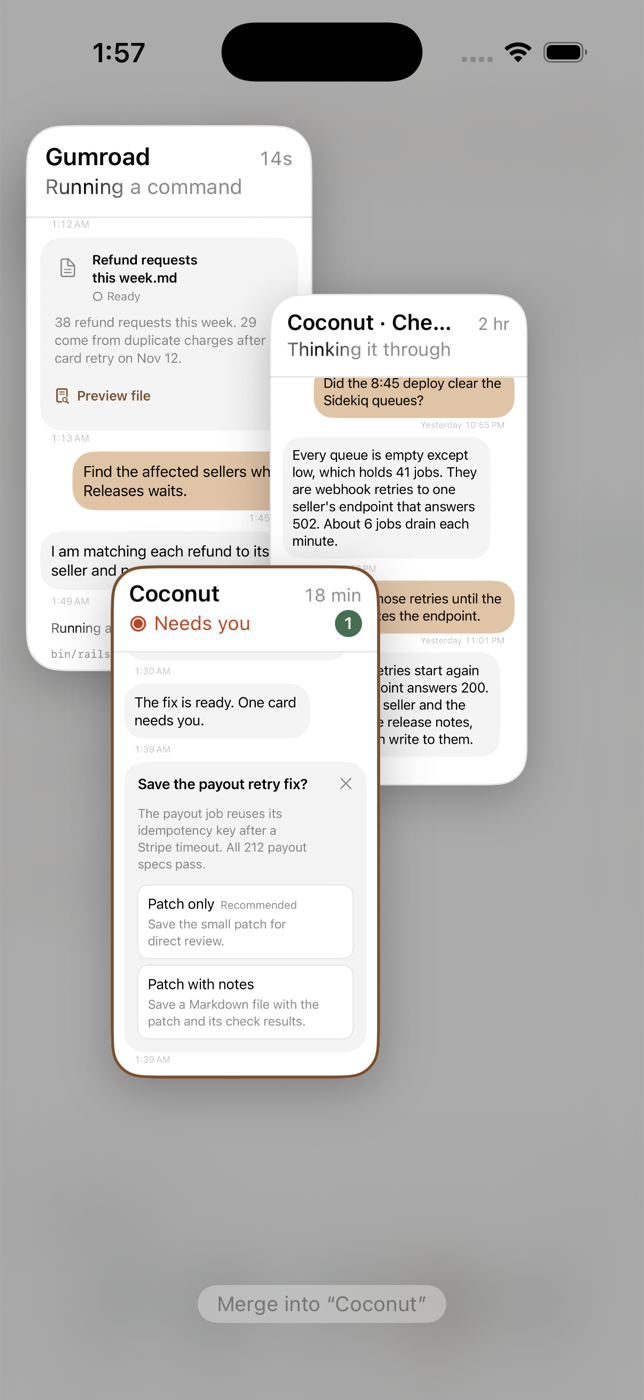 1:57
Gumroad
14s
Running a command
1:12 AM
Refund requests
this week.md
Ready
38 refund requests this week. 29
come from duplicate charges after
card retry on Nov 12.
Preview file
1:13 AM
Find the affected sellers
Releases waits.
1:45
I am matching each refund to its
seller and
1:49 AM
Running a
bin/rails
Coconut · Che...
2 hr
Thinking it through
Did the 8:45 deploy clear the
Sidekiq queues?
Yesterday 10:55 PM
Every queue is empty except
low, which holds 41 jobs. They
are webhook retries to one
seller's endpoint that answers
502. About 6 jobs drain each
minute.
PM
those retries until the
the endpoint.
Yesterday 11:01 PM
retries start again
answers 200.
seller and the
release notes,
write to them.
Coconut
18 min
Needs you
1
1:30 AM
The fix is ready. One card
needs you.
1:39 AM
Save the payout retry fix?
The payout job reuses its
idempotency key after a
Stripe timeout. All 212 payout
specs pass.
Patch only Recommended
Save the small patch for
direct review.
Patch with notes
Save a Markdown file with the
patch and its check results.
1:39 AM
Merge into “Coconut”